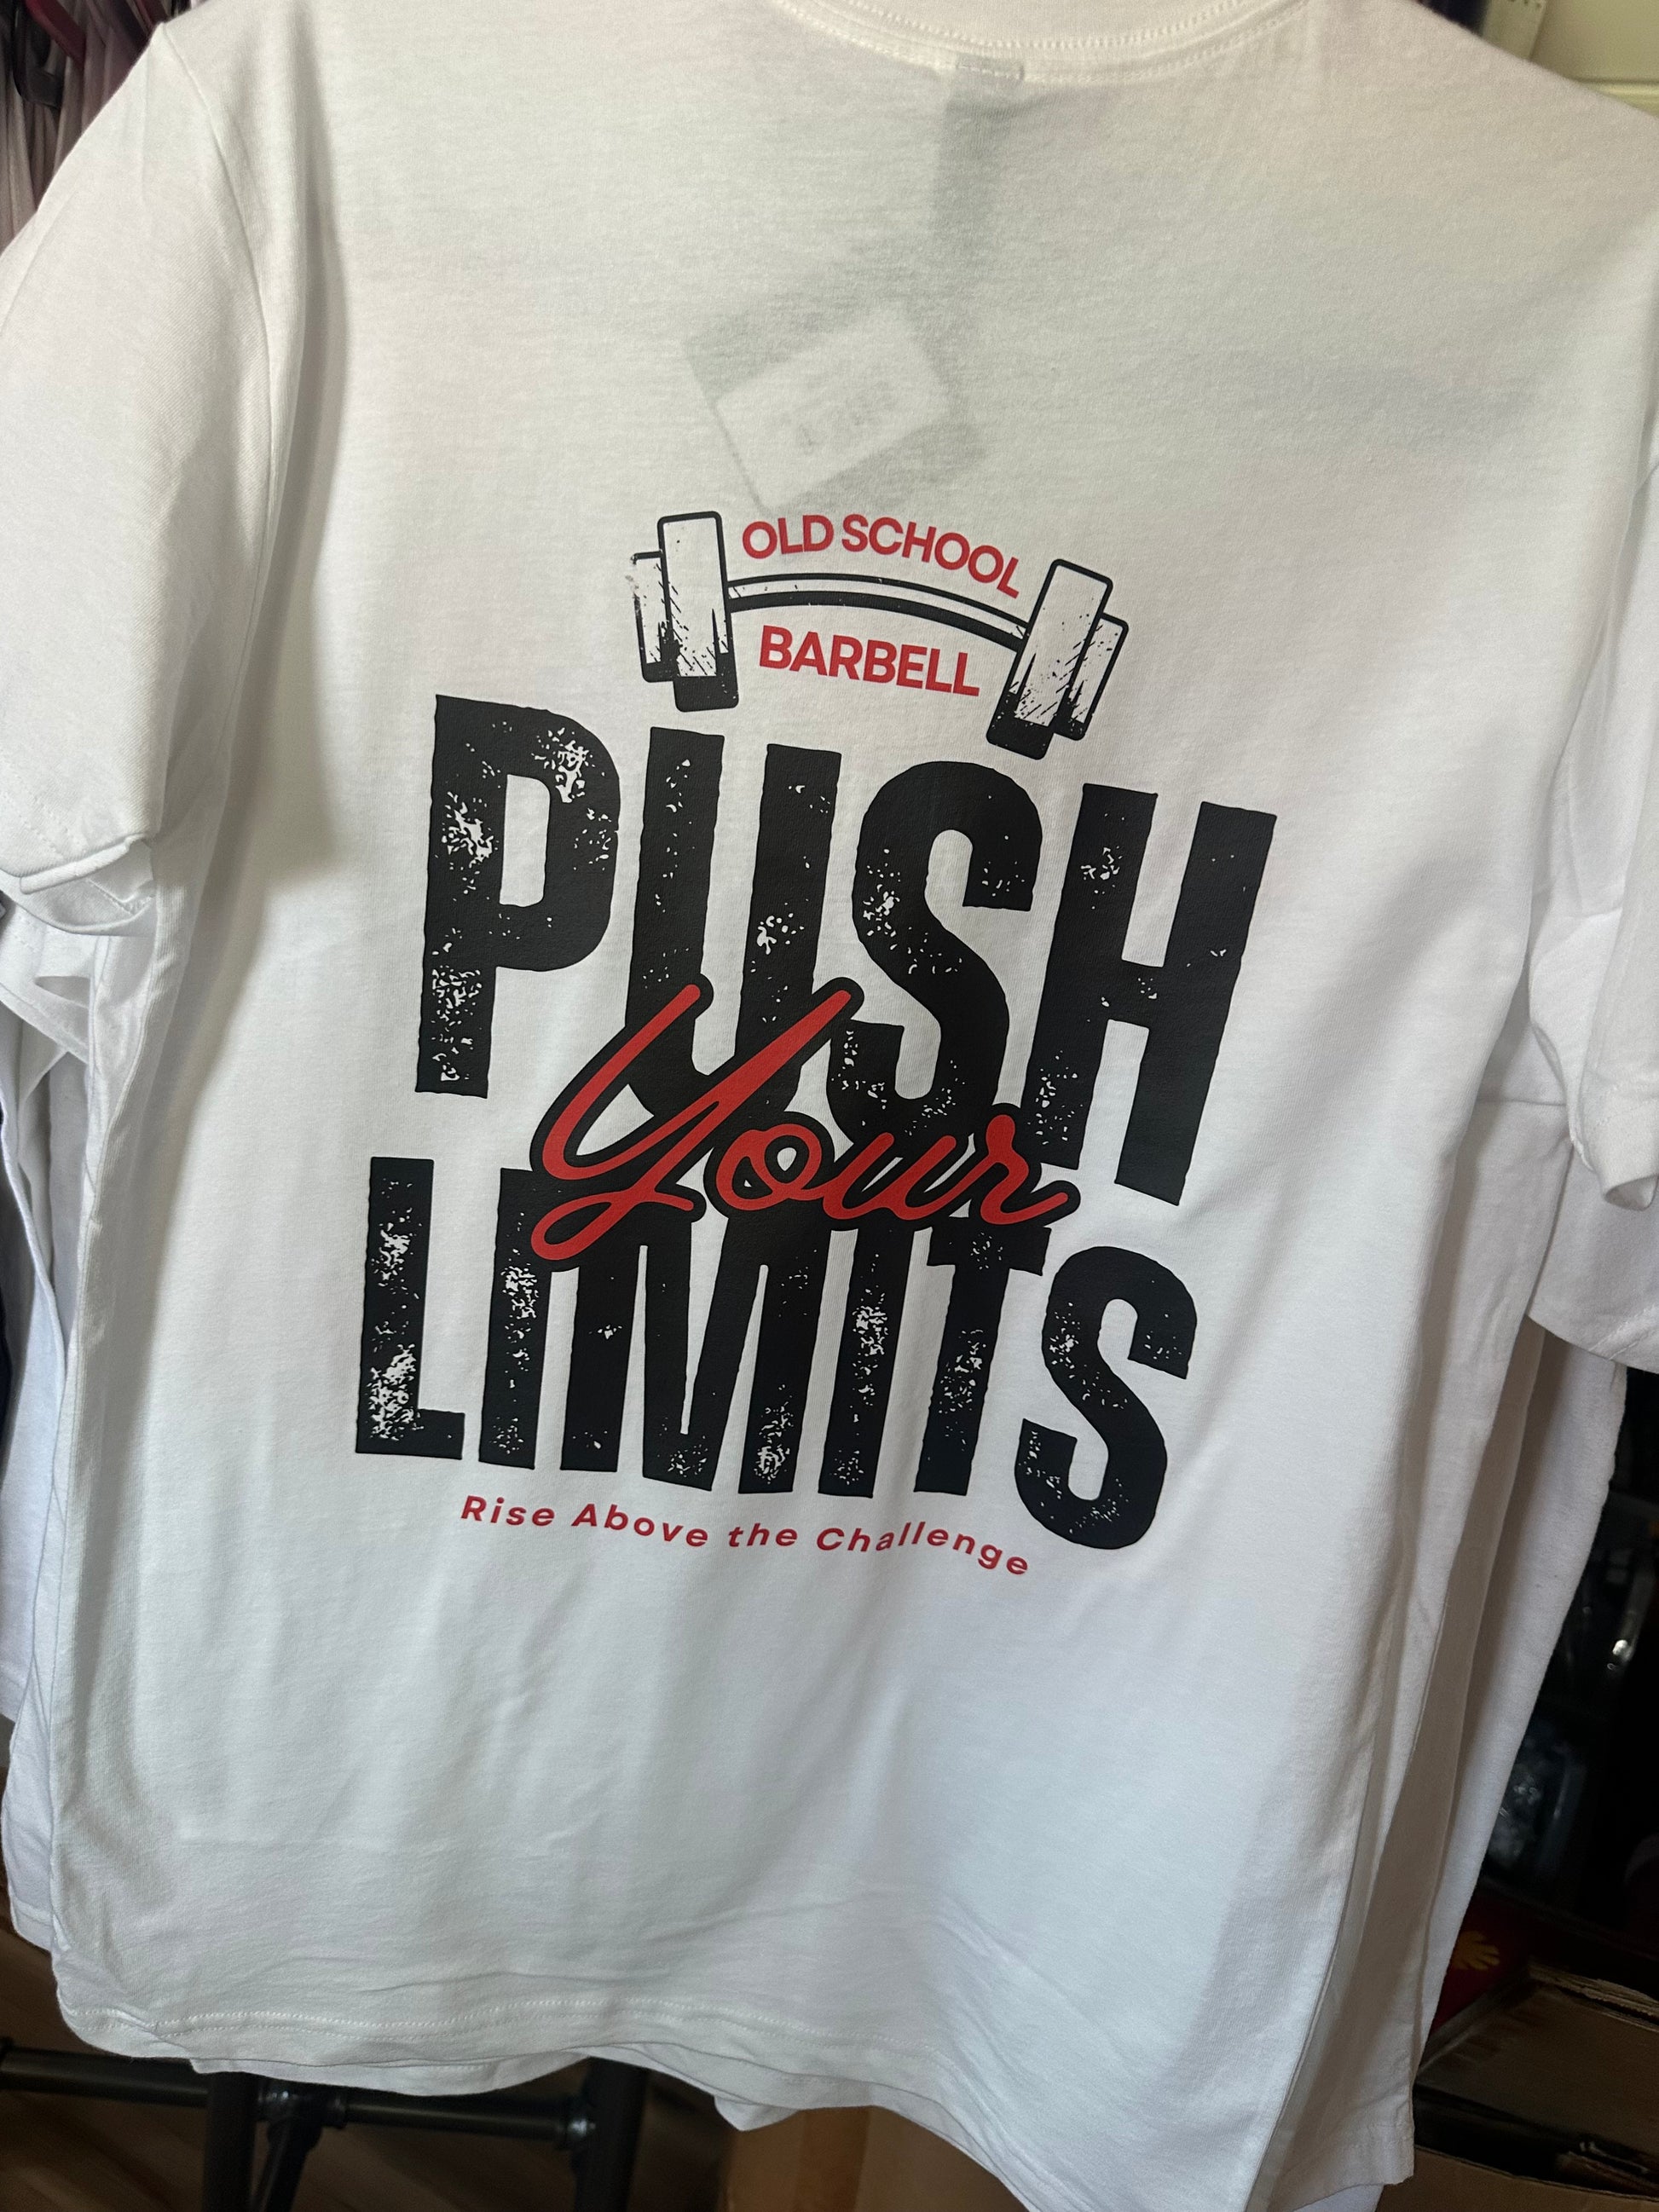 OLD SCHOOL
BARBELL
PUSH
Your
LIMITS
Rise Above the Challenge